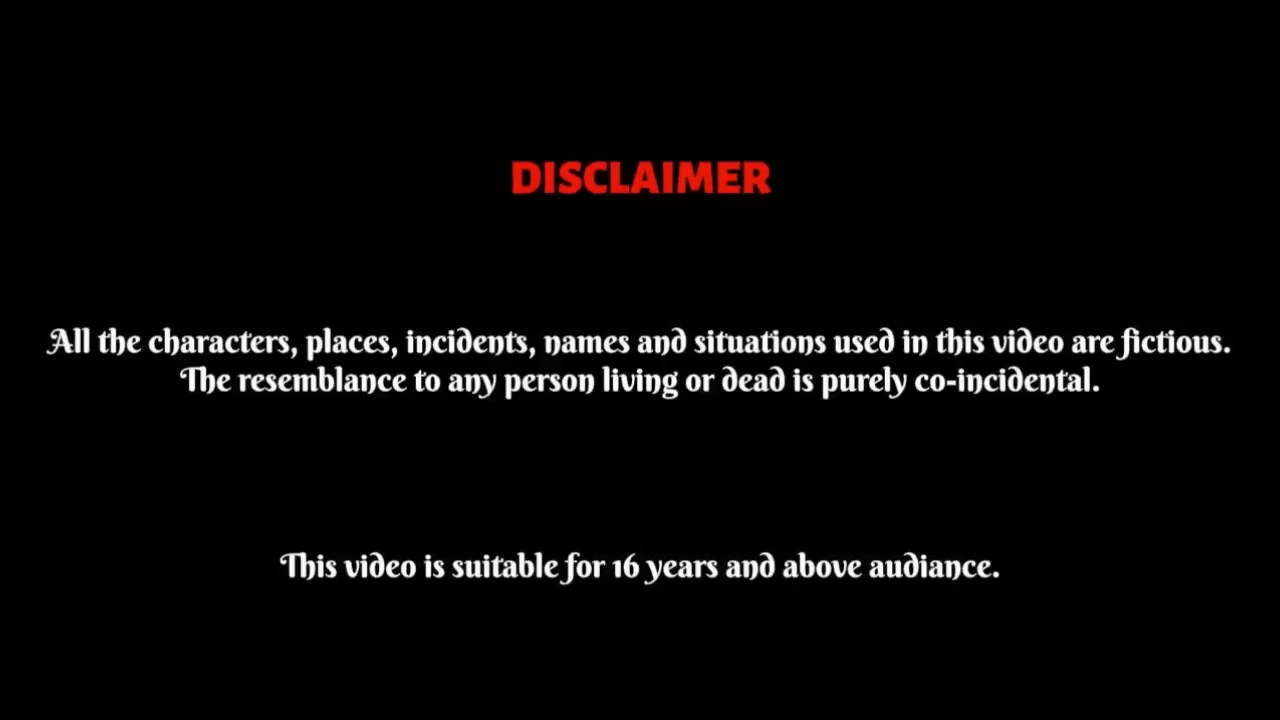 DISCLAIMER
All the characters, places, incidents, names and situations used in this video are fictious.
The resemblance to any person living or dead is purely co-incidental.
This video is suitable for 16 years and above audiance.